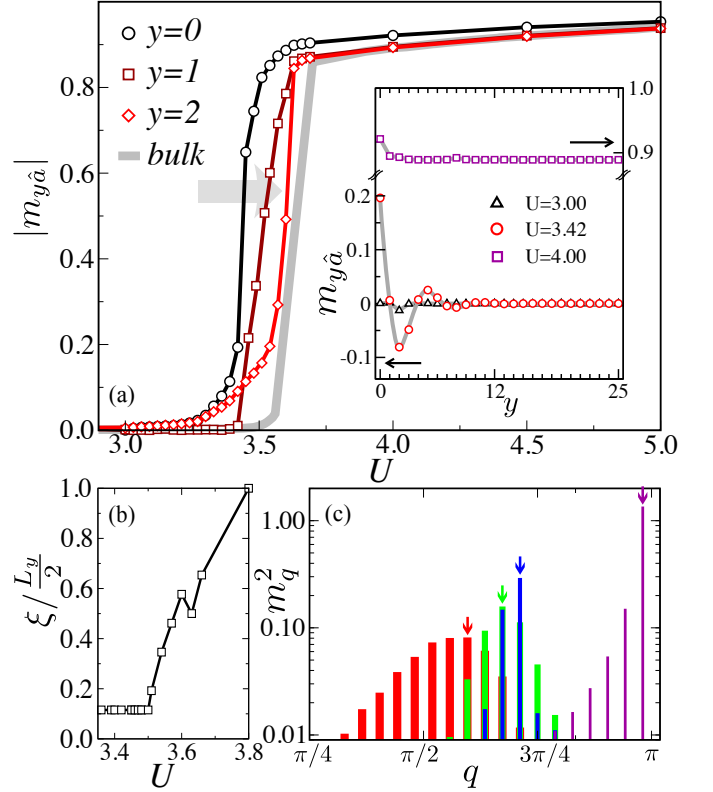 y=0
y=1
y=2
bulk
|m_{yâ}|
0.8
0.6
0.4
0.2
0.0
(a)
3.0
3.5
4.0
4.5
5.0
U
1.0
0.9
0.2
0.1
0
-0.1
m_{yâ}
U=3.00
U=3.42
U=4.00
0
12
25
y
(b)
ξ/\frac{L_y}{2}
1.0
0.8
0.6
0.4
0.2
0.0
3.4
3.6
3.8
U
(c)
m_q^2
1.00
0.10
0.01
π/4
π/2
3π/4
π
q